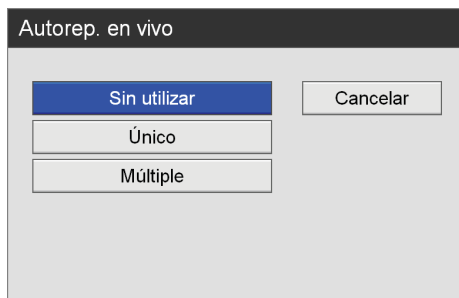 Autorep. en vivo
Sin utilizar
Cancelar
Único
Múltiple